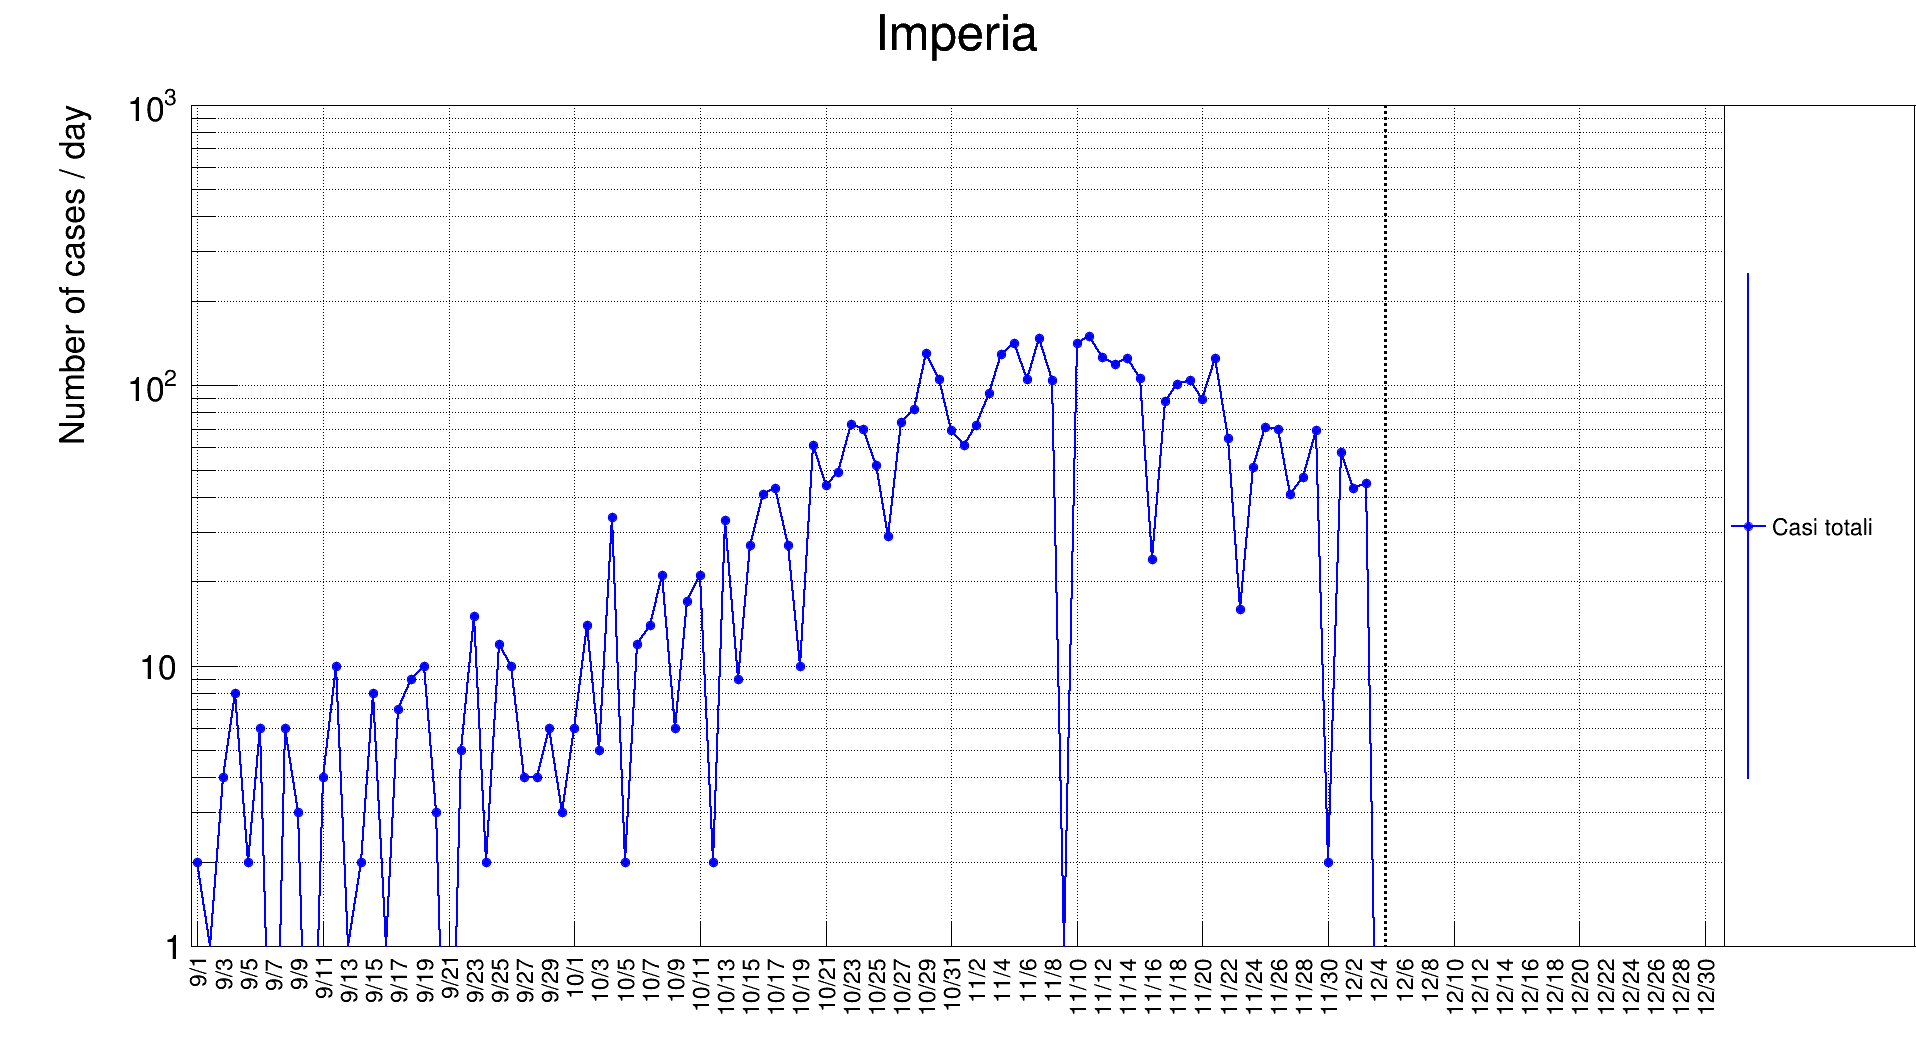 Imperia
Number of cases / day
10³
10²
10
1
9/1 9/3 9/5 9/7 9/9 9/11 9/13 9/15 9/17 9/19 9/21 9/23 9/25 9/27 9/29 10/1 10/3 10/5 10/7 10/9 10/11 10/13 10/15 10/17 10/19 10/21 10/23 10/25 10/27 10/29 10/31 11/2 11/4 11/6 11/8 11/10 11/12 11/14 11/16 11/18 11/20 11/22 11/24 11/26 11/28 11/30 12/2 12/4 12/6 12/8 12/10 12/12 12/14 12/16 12/18 12/20 12/22 12/24 12/26 12/28 12/30
Casi totali